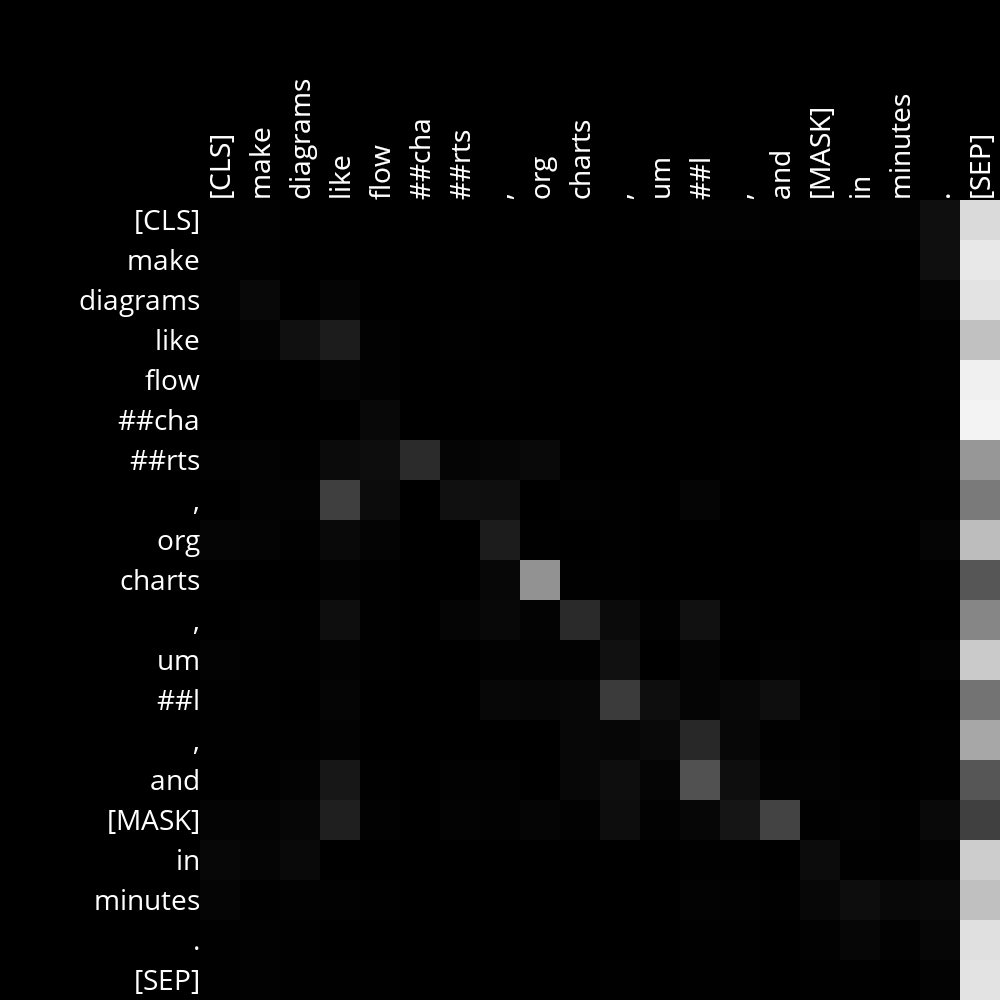 [CLS] make diagrams like flow ##cha ##rts , org charts , um ##l , and [MASK] in minutes . [SEP]
[CLS]
make
diagrams
like
flow
##cha
##rts
,
org
charts
,
um
##l
,
and
[MASK]
in
minutes
.
[SEP]